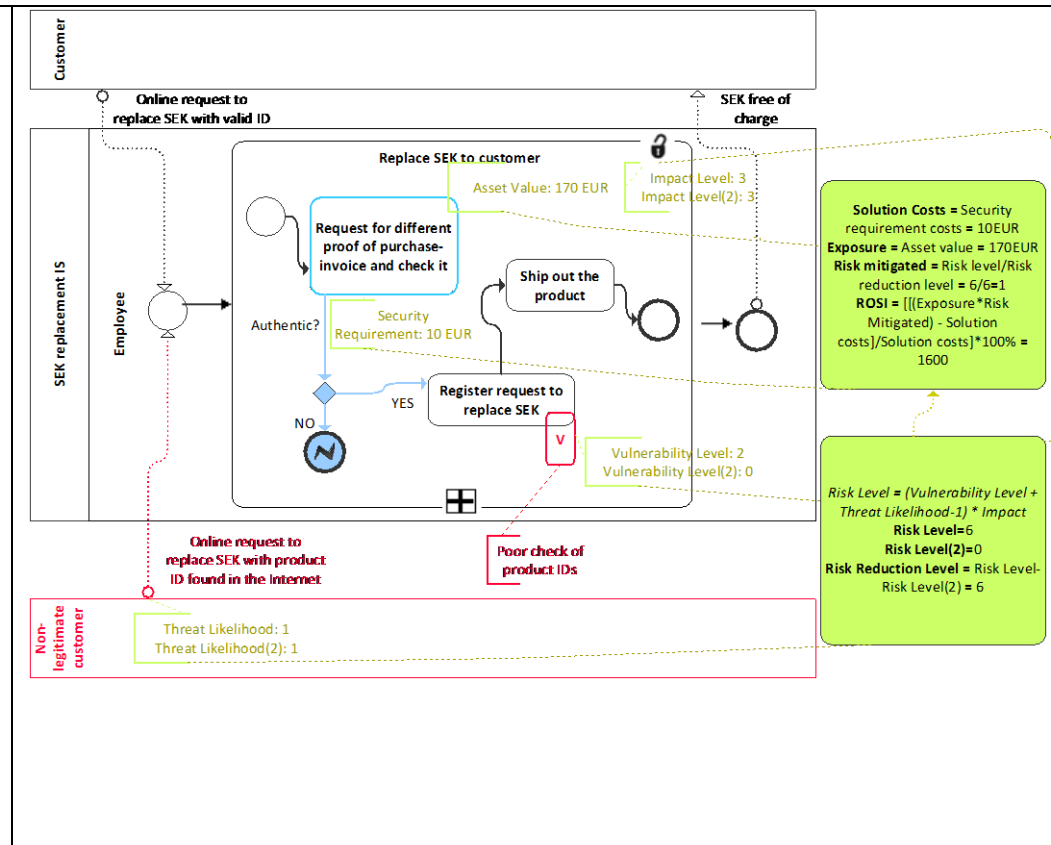 Customer
Online request to
replace SEK with valid ID
SEK free of
charge
SEK replacement IS
Employee
Replace SEK to customer
Asset Value: 170 EUR
Impact Level: 3
Impact Level(2): 3
Request for different
proof of purchase-
invoice and check it
Ship out the
product
Authentic?
Security
Requirement: 10 EUR
YES
Register request to
replace SEK
NO
V
Vulnerability Level: 2
Vulnerability Level(2): 0
Poor check of
product IDs
Online request to
replace SEK with product
ID found in the Internet
Non-
legitimate
customer
Threat Likelihood: 1
Threat Likelihood(2): 1
Solution Costs = Security
requirement costs = 10EUR
Exposure = Asset value = 170EUR
Risk mitigated = Risk level/Risk
reduction level = 6/6=1
ROSI = [[(Exposure*Risk
Mitigated) - Solution
costs]/Solution costs]*100% =
1600
Risk Level = (Vulnerability Level +
Threat Likelihood-1) * Impact
Risk Level=6
Risk Level(2)=0
Risk Reduction Level = Risk Level-
Risk Level(2) = 6